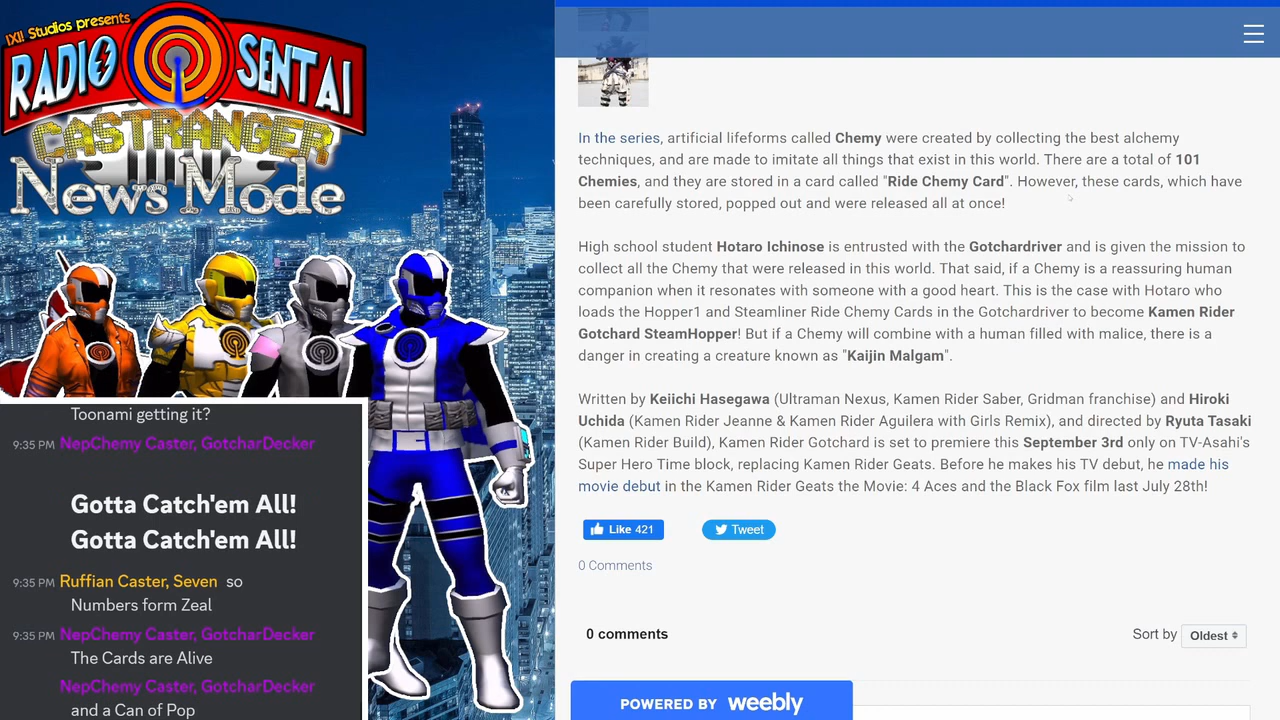 IXII Studios presents
RADIO SENTAI
CASTRANGER
News Mode
Toonami getting it?
9:35 PM NepChemy Caster, GotcharDecker
Gotta Catch'em All!
Gotta Catch'em All!
9:35 PM Ruffian Caster, Seven so
Numbers form Zeal
9:35 PM NepChemy Caster, GotcharDecker
The Cards are Alive
NepChemy Caster, GotcharDecker
and a Can of Pop
In the series, artificial lifeforms called Chemy were created by collecting the best alchemy
techniques, and are made to imitate all things that exist in this world. There are a total of 101
Chemies, and they are stored in a card called "Ride Chemy Card". However, these cards, which have
been carefully stored, popped out and were released all at once!
High school student Hotaro Ichinose is entrusted with the Gotchardriver and is given the mission to
collect all the Chemy that were released in this world. That said, if a Chemy is a reassuring human
companion when it resonates with someone with a good heart. This is the case with Hotaro who
loads the Hopper1 and Steamliner Ride Chemy Cards in the Gotchardriver to become Kamen Rider
Gotchard SteamHopper! But if a Chemy will combine with a human filled with malice, there is a
danger in creating a creature known as "Kaijin Malgam".
Written by Keiichi Hasegawa (Ultraman Nexus, Kamen Rider Saber, Gridman franchise) and Hiroki
Uchida (Kamen Rider Jeanne & Kamen Rider Aguilera with Girls Remix), and directed by Ryuta Tasaki
(Kamen Rider Build), Kamen Rider Gotchard is set to premiere this September 3rd only on TV-Asahi's
Super Hero Time block, replacing Kamen Rider Geats. Before he makes his TV debut, he made his
movie debut in the Kamen Rider Geats the Movie: 4 Aces and the Black Fox film last July 28th!
Like 421
Tweet
0 Comments
0 comments
Sort by Oldest
POWERED BY weebly